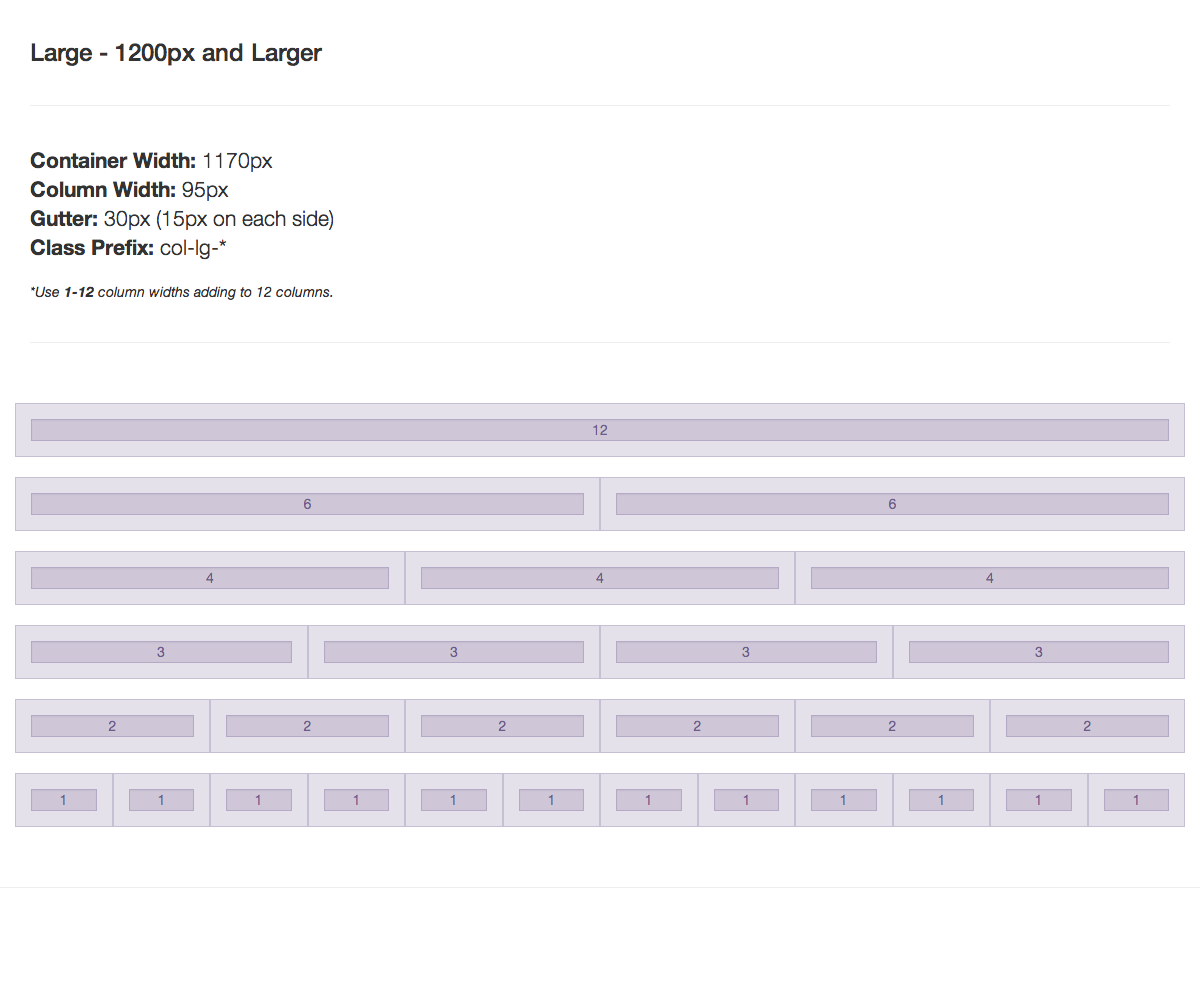 Large - 1200px and Larger
Container Width: 1170px
Column Width: 95px
Gutter: 30px (15px on each side)
Class Prefix: col-lg-*
*Use 1-12 column widths adding to 12 columns.
12
6 6
4 4 4
3 3 3 3
2 2 2 2 2 2
1 1 1 1 1 1 1 1 1 1 1 1